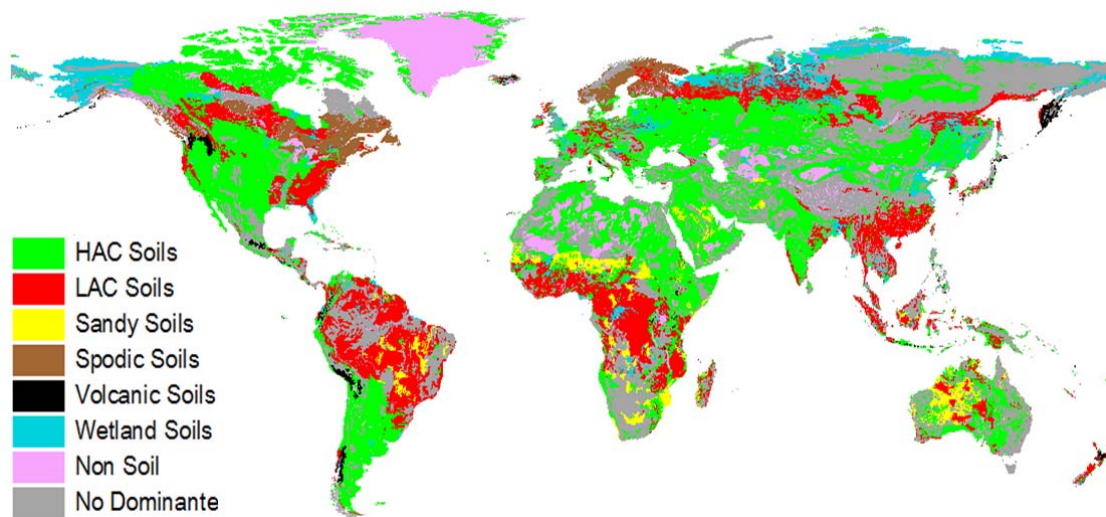 HAC Soils
LAC Soils
Sandy Soils
Spodic Soils
Volcanic Soils
Wetland Soils
Non Soil
No Dominante